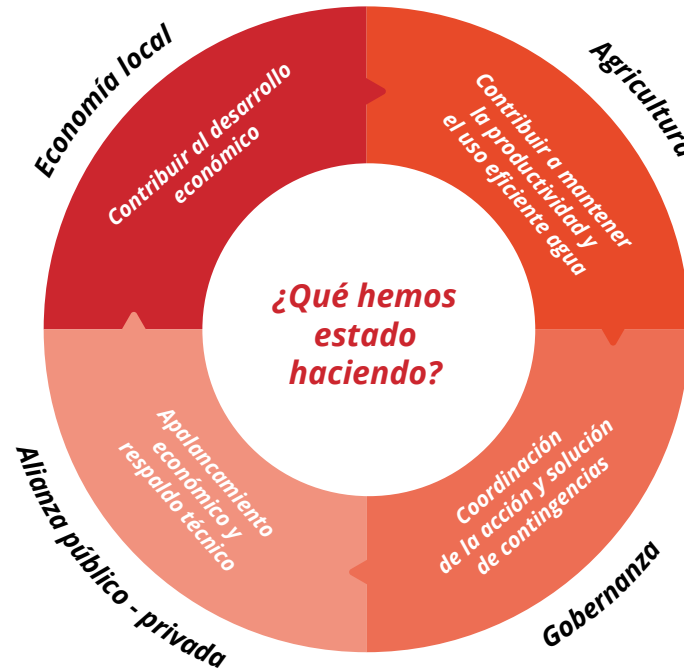 Economía local
Contribuir al desarrollo
económico
Agricultura
Contribuir a mantener
la productividad y
el uso eficiente agua
¿Qué hemos
estado
haciendo?
Alianza público - privada
Apalancamiento
económico y
respaldo técnico
Coordinación
de la acción y solución
de contingencias
Gobernanza